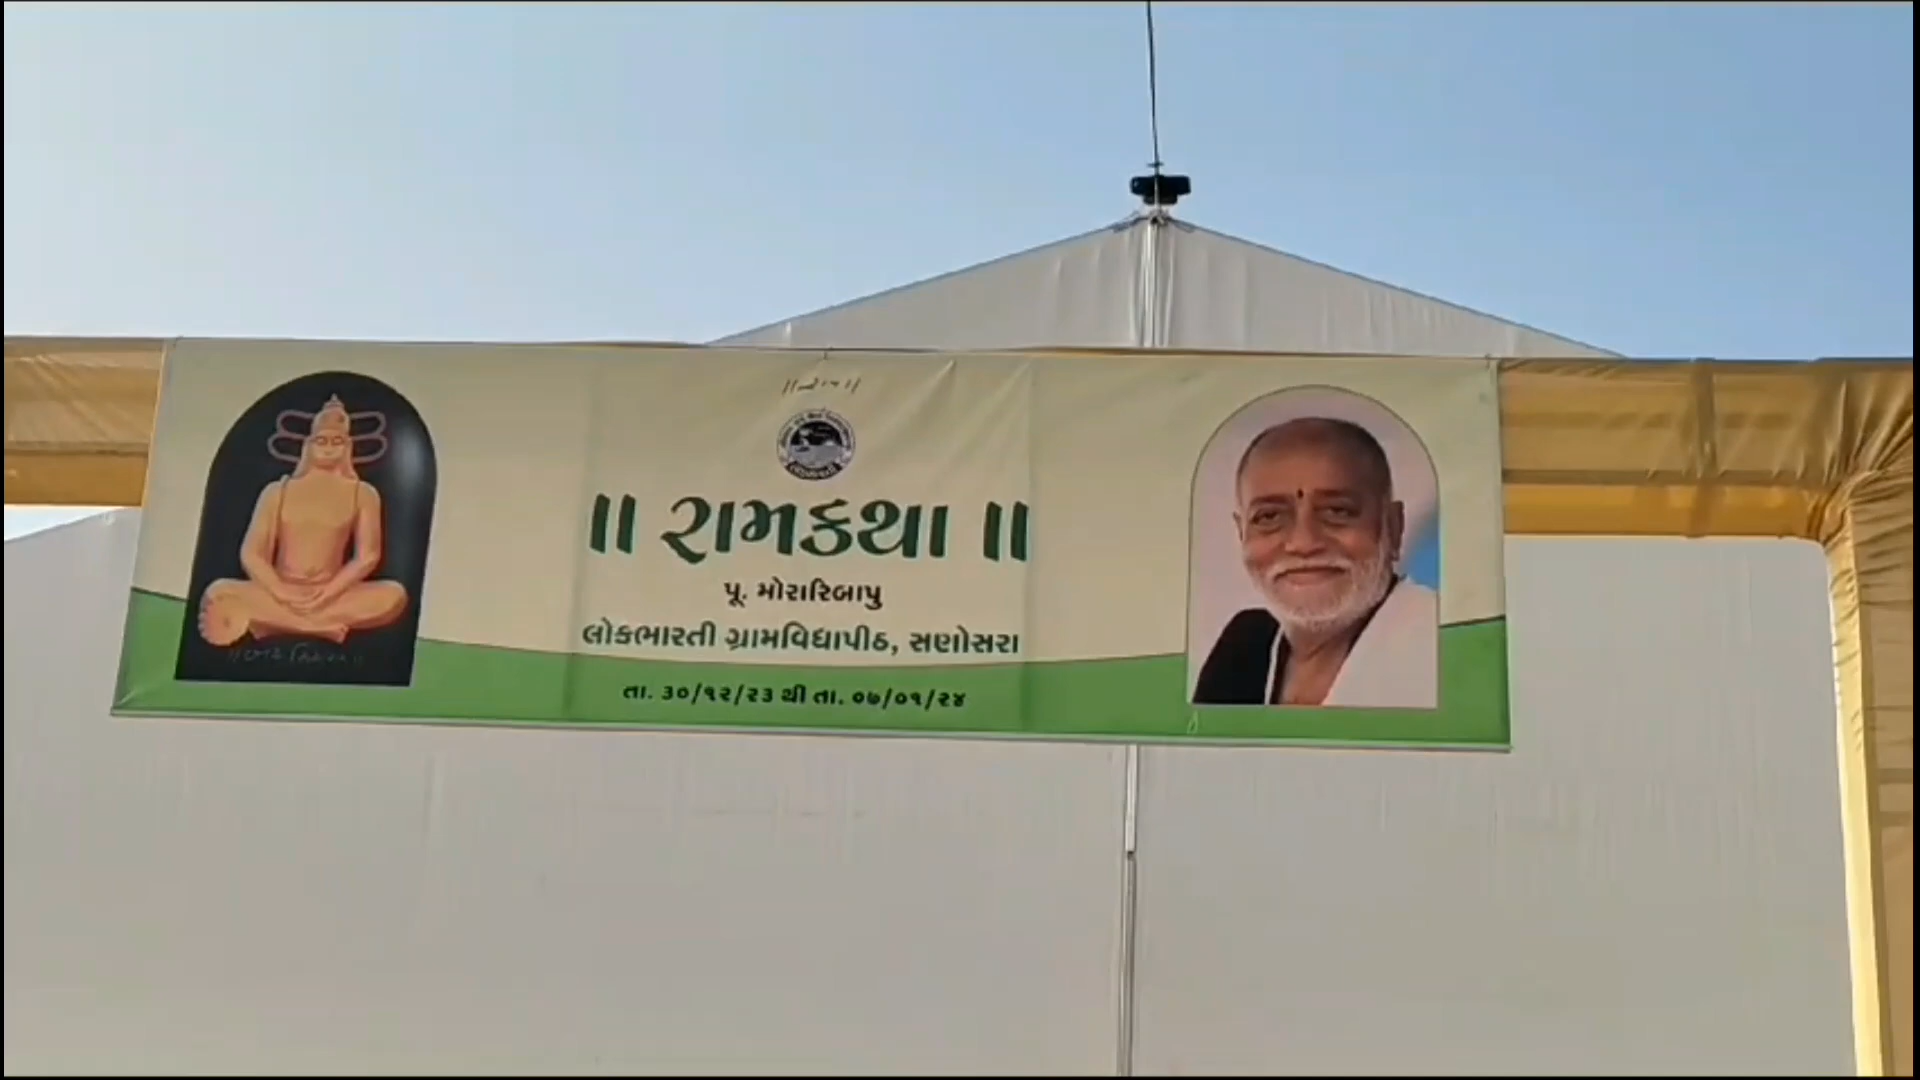 ॥રામ॥
॥ રામકથા ॥
પૂ. મોરારિબાપુ
લોકભારતી ગ્રામવિદ્યાપીઠ, સણોસરા
તા. ૩૦/૧૨/૨૩ થી તા. ૦૭/૦૧/૨૪